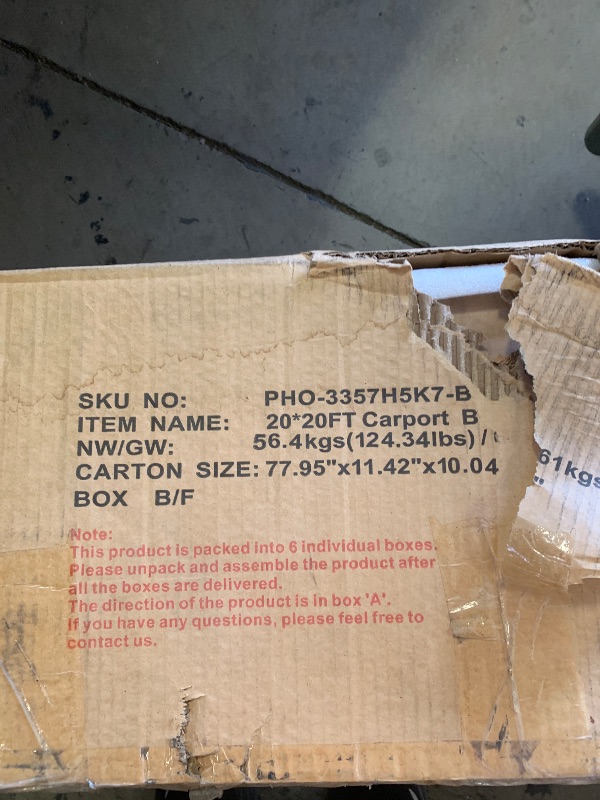 SKU NO: PHO-3357H5K7-B
ITEM NAME: 20*20FT Carport B
NW/GW: 56.4kgs(124.34lbs) / 61kgs
CARTON SIZE: 77.95"x11.42"x10.04"
BOX B/F
Note:
This product is packed into 6 individual boxes.
Please unpack and assemble the product after
all the boxes are delivered.
The direction of the product is in box 'A'.
If you have any questions, please feel free to
contact us.